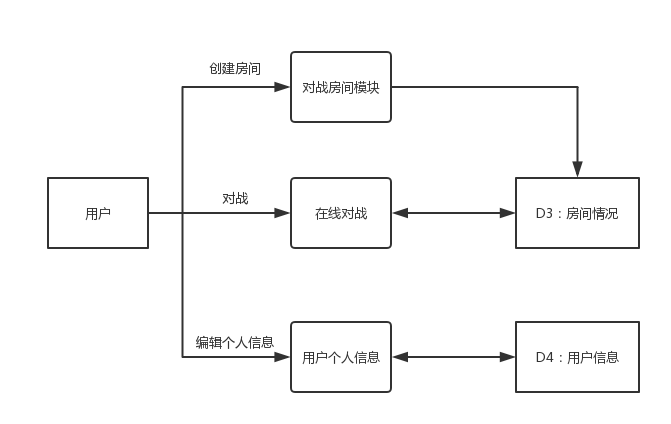 创建房间
对战房间模块
用户
对战
在线对战
D3：房间情况
编辑个人信息
用户个人信息
D4：用户信息